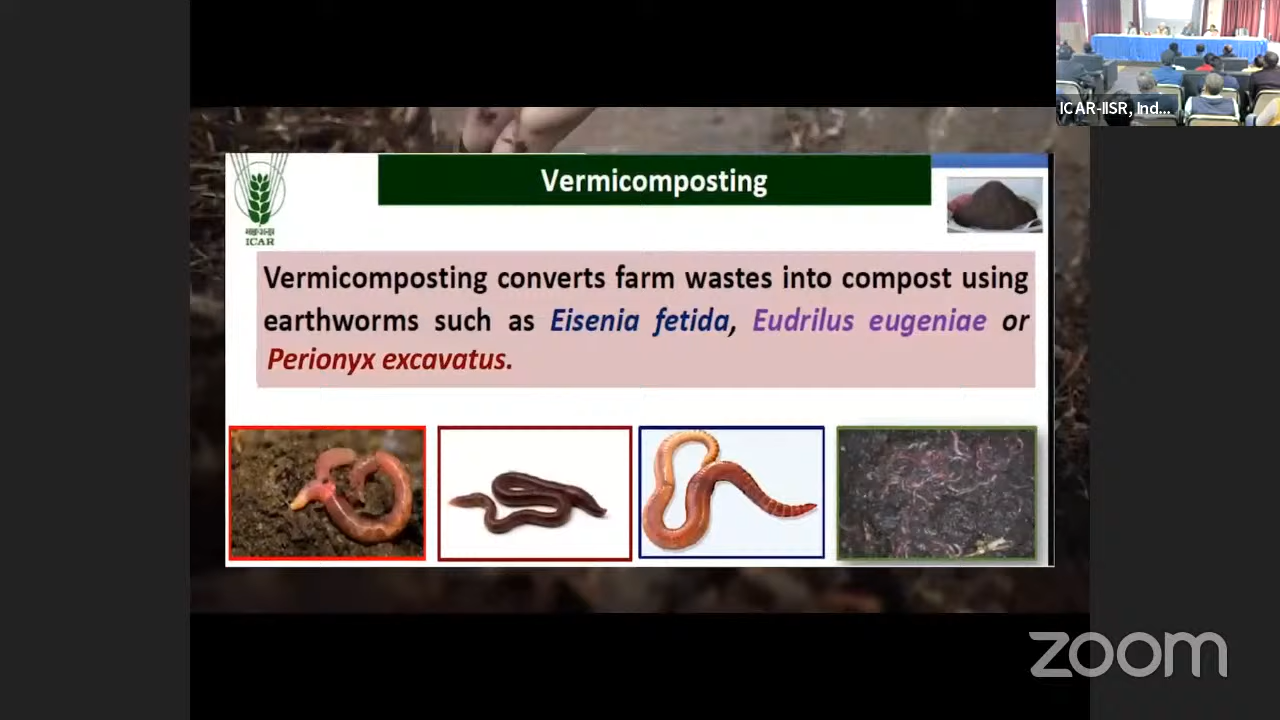 ICAR-IISR, Ind...
Vermicomposting
ICAR
Vermicomposting converts farm wastes into compost using
earthworms such as Eisenia fetida, Eudrilus eugeniae or
Perionyx excavatus.
zoom